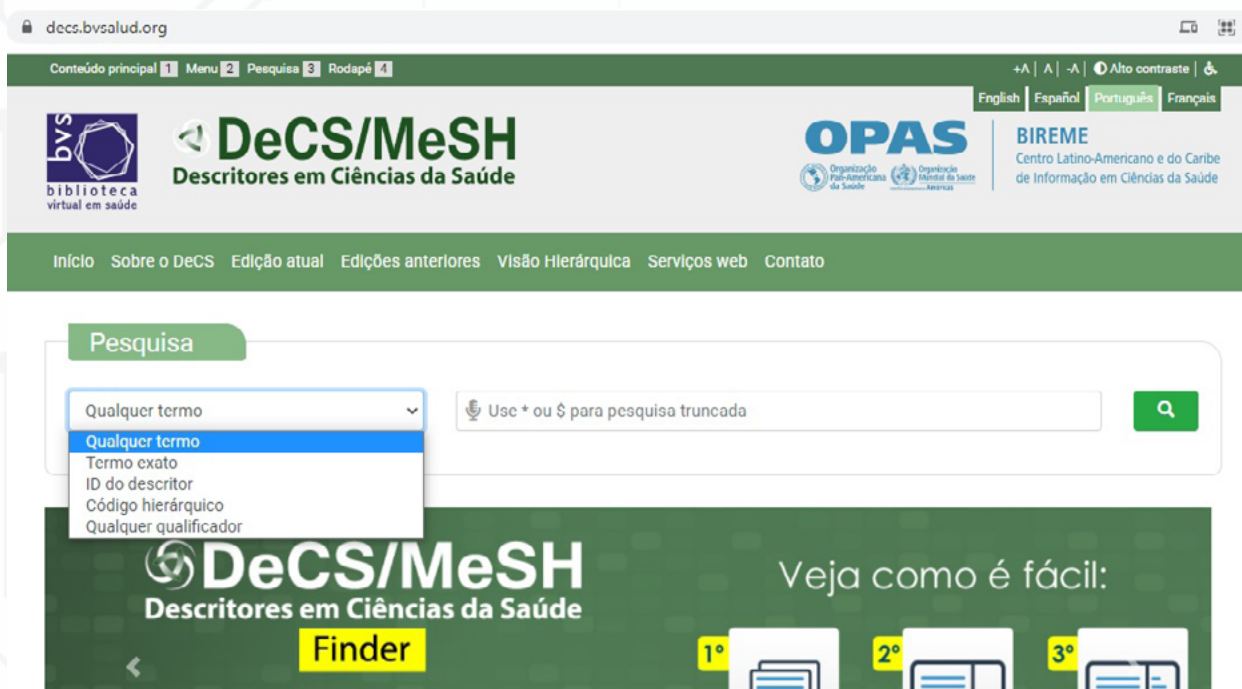 decs.bvsalud.org
Conteúdo principal 1 Menu 2 Pesquisa 3 Rodapé 4
+A | A | -A | Alto contraste |
English Español Português Français
bvs
biblioteca
virtual em saúde
DeCS/MeSH
Descritores em Ciências da Saúde
OPAS
Organização
Pan-Americana
da Saúde
Organização
Mundial da Saúde
Américas
BIREME
Centro Latino-Americano e do Caribe
de Informação em Ciências da Saúde
Início Sobre o DeCS Edição atual Edições anteriores Visão Hierárquica Serviços web Contato
Pesquisa
Qualquer termo
Use * ou $ para pesquisa truncada
Qualquer termo
Termo exato
ID do descritor
Código hierárquico
Qualquer qualificador
DeCS/MeSH
Descritores em Ciências da Saúde
Finder
Veja como é fácil:
1º 2º 3º